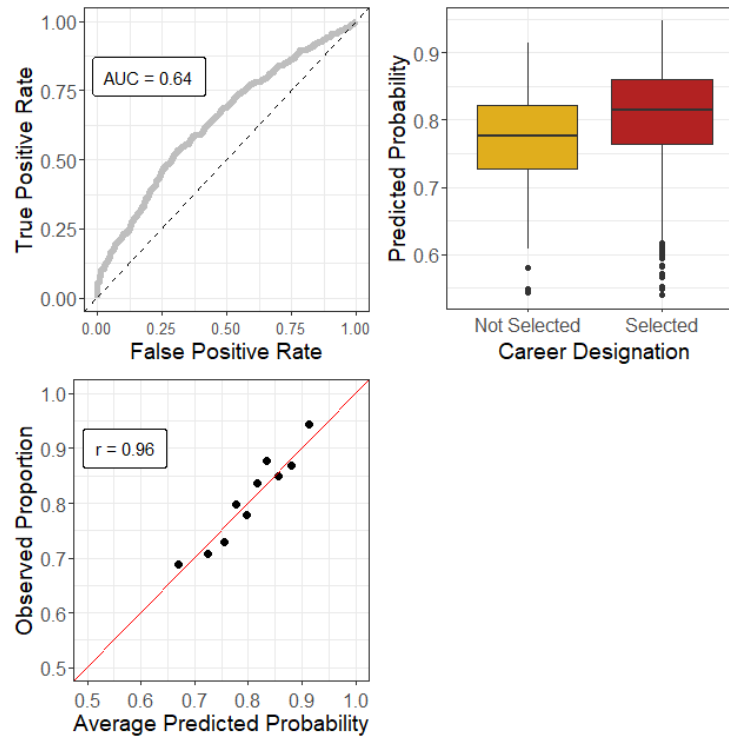 1.00
0.75
0.50
0.25
0.00
True Positive Rate
AUC = 0.64
0.00 0.25 0.50 0.75 1.00
False Positive Rate
0.9
0.8
0.7
0.6
Predicted Probability
Not Selected Selected
Career Designation
1.0
0.9
0.8
0.7
0.6
0.5
Observed Proportion
r = 0.96
0.5 0.6 0.7 0.8 0.9 1.0
Average Predicted Probability